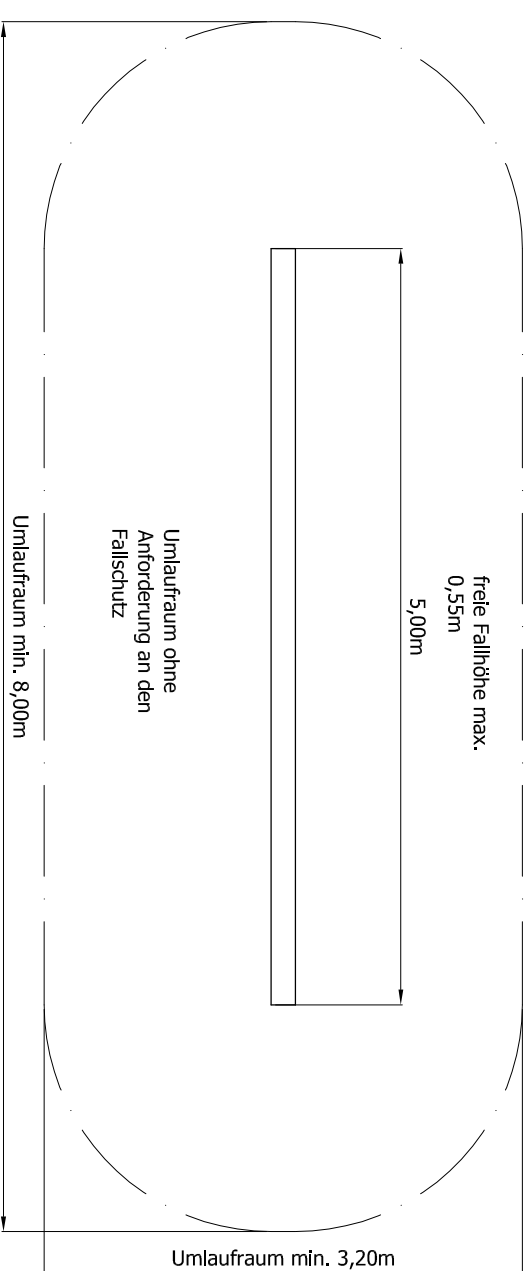 freie Fallhöhe max.
0,55m
5,00m
Umlaufraum ohne
Anforderung an den
Fallschutz
Umlaufraum min. 8,00m
Umlaufraum min. 3,20m